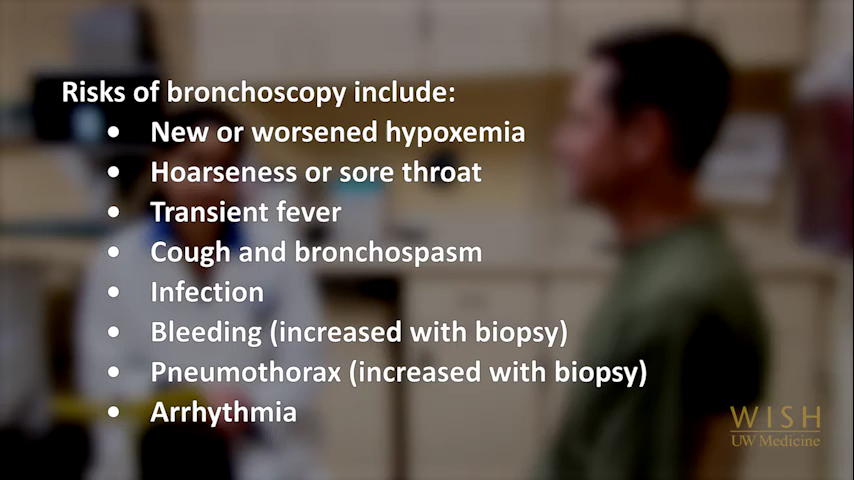 Risks of bronchoscopy include:
• New or worsened hypoxemia
• Hoarseness or sore throat
• Transient fever
• Cough and bronchospasm
• Infection
• Bleeding (increased with biopsy)
• Pneumothorax (increased with biopsy)
• Arrhythmia
WISH
UW Medicine